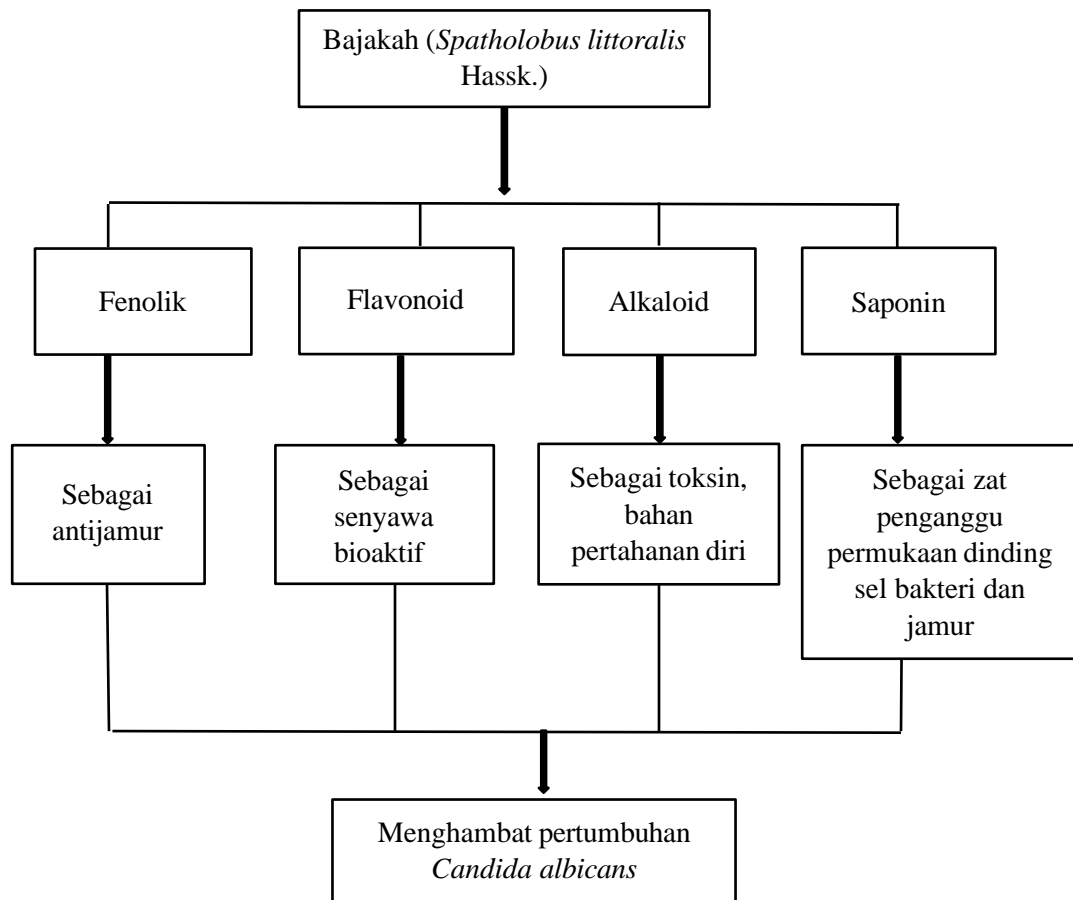 Bajakah (Spatholobus littoralis
Hassk.)
Fenolik
Flavonoid
Alkaloid
Saponin
Sebagai
antijamur
Sebagai
senyawa
bioaktif
Sebagai toksin,
bahan
pertahanan diri
Sebagai zat
penganggu
permukaan dinding
sel bakteri dan
jamur
Menghambat pertumbuhan
Candida albicans